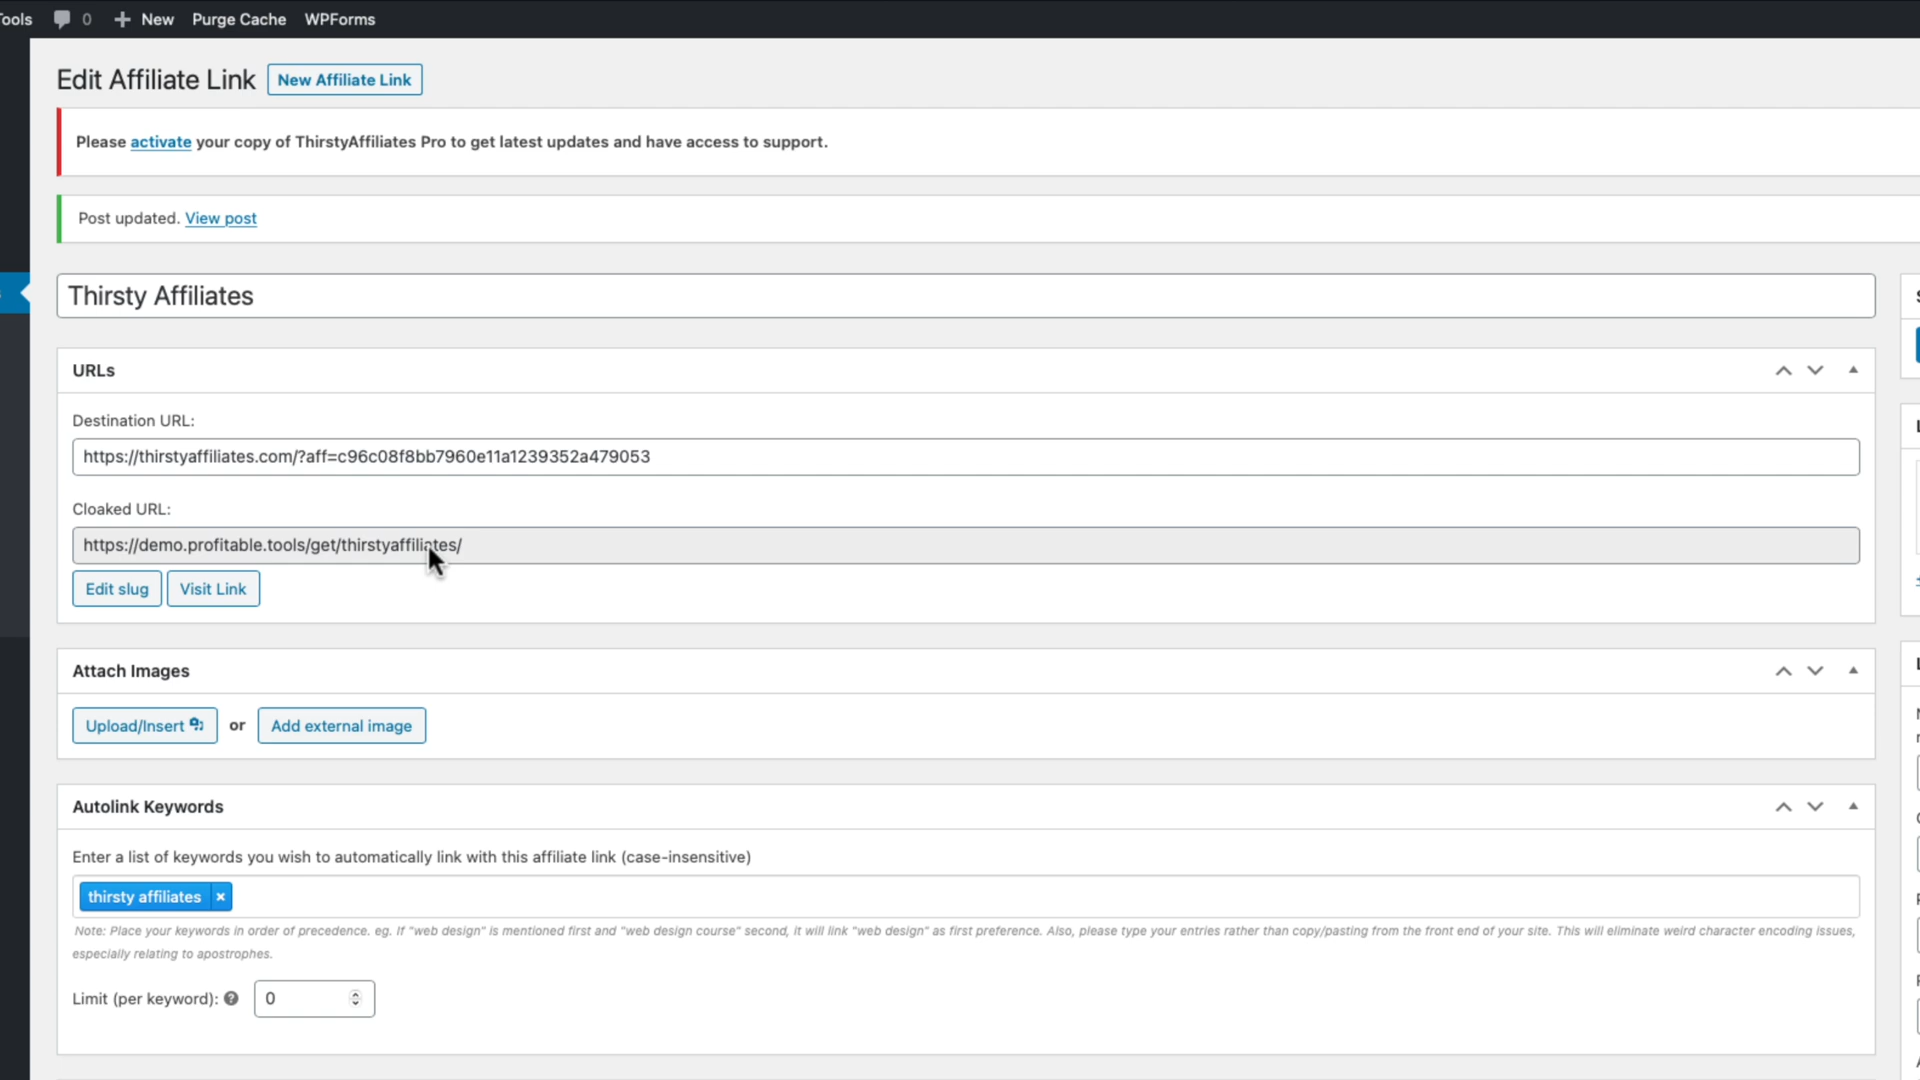 ools 0 New Purge Cache WPForms
Edit Affiliate Link New Affiliate Link
Please activate your copy of ThirstyAffiliates Pro to get latest updates and have access to support.
Post updated. View post
Thirsty Affiliates
URLs
Destination URL:
https://thirstyaffiliates.com/?aff=c96c08f8bb7960e11a1239352a479053
Cloaked URL:
https://demo.profitable.tools/get/thirstyaffiliates/
Edit slug Visit Link
Attach Images
Upload/Insert or Add external image
Autolink Keywords
Enter a list of keywords you wish to automatically link with this affiliate link (case-insensitive)
thirsty affiliates ×
Note: Place your keywords in order of precedence. eg. If "web design" is mentioned first and "web design course" second, it will link "web design" as first preference. Also, please type your entries rather than copy/pasting from the front end of your site. This will eliminate weird character encoding issues,
especially relating to apostrophes.
Limit (per keyword): ? 0